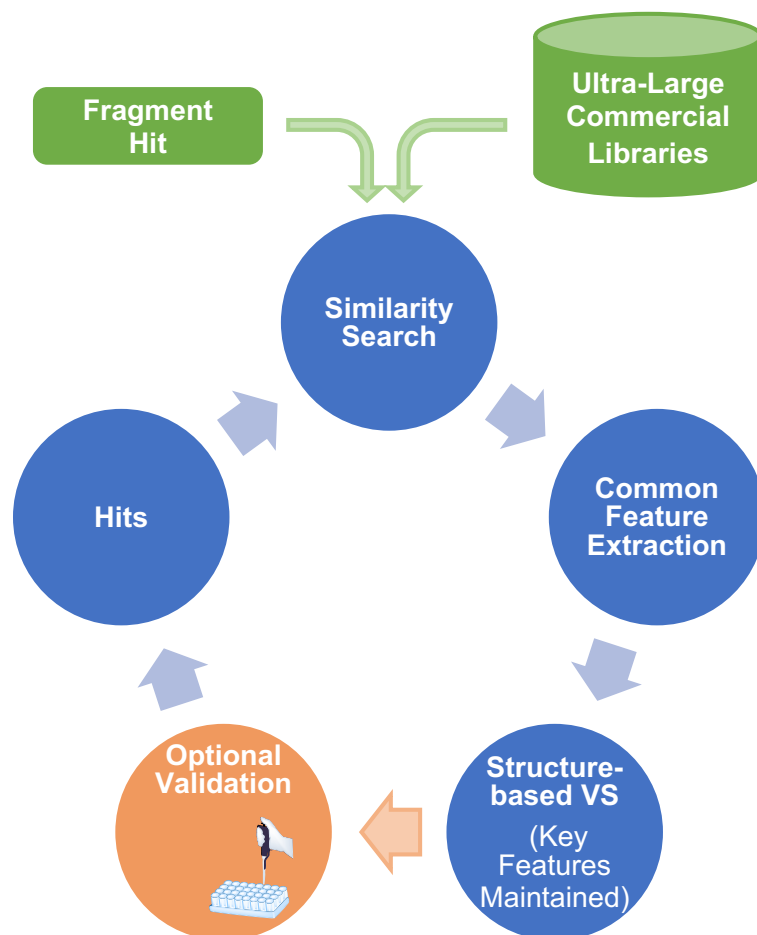 Fragment
Hit
Ultra-Large
Commercial
Libraries
Similarity
Search
Common
Feature
Extraction
Structure-
based VS
(Key
Features
Maintained)
Optional
Validation
Hits